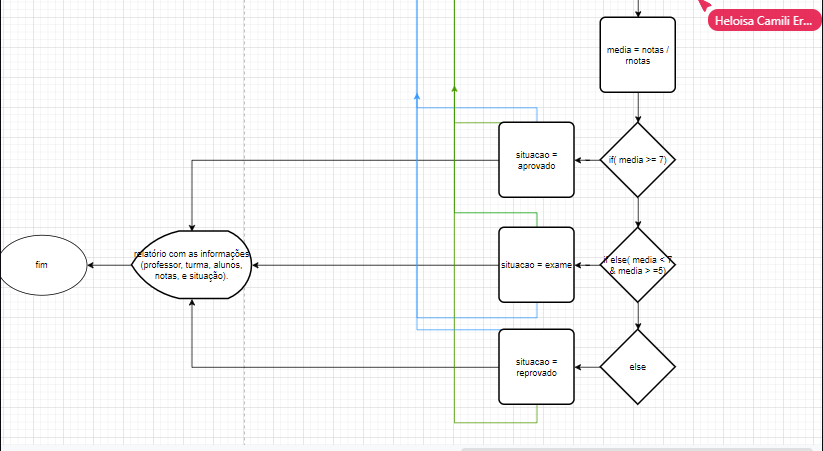 Heloisa Camili Er...
media = notas /
rnotas
if( media >= 7)
situacao =
aprovado
if else( media < 7
& media > =5)
situacao = exame
relatório com as informações
(professor, turma, alunos,
notas, e situação).
fim
else
situacao =
reprovado